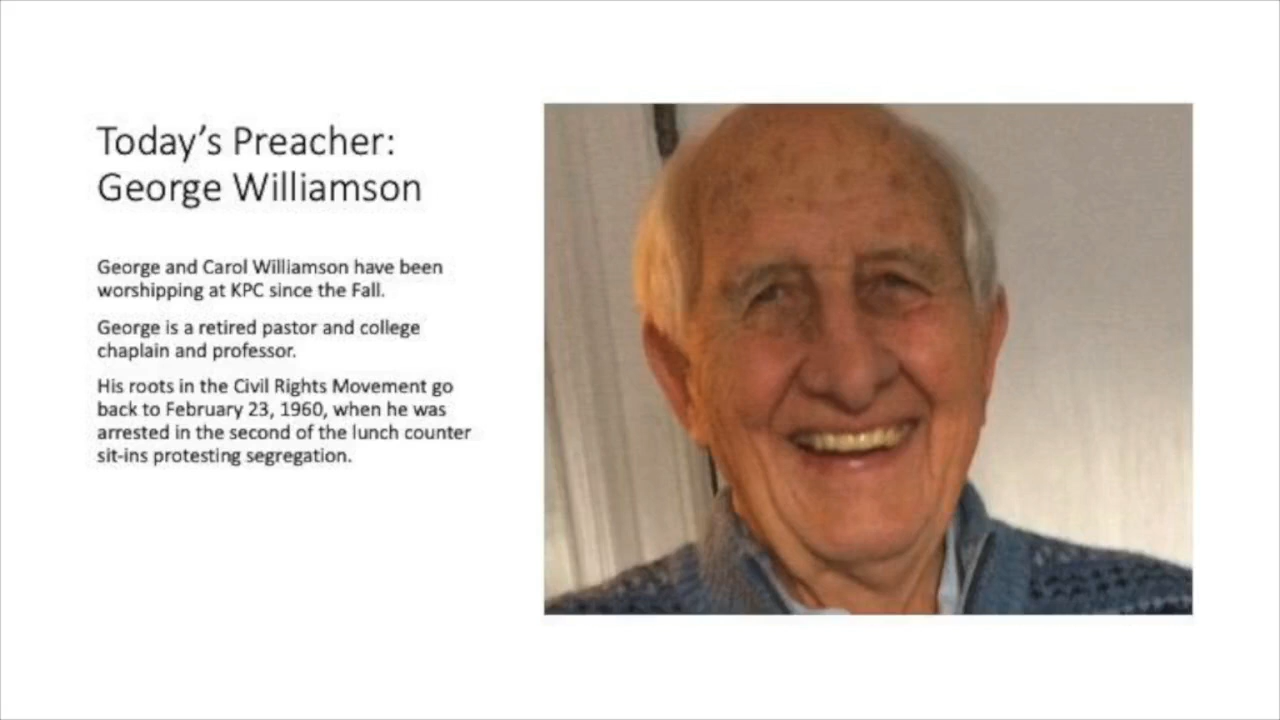 Today’s Preacher:
George Williamson
George and Carol Williamson have been
worshipping at KPC since the Fall.
George is a retired pastor and college
chaplain and professor.
His roots in the Civil Rights Movement go
back to February 23, 1960, when he was
arrested in the second of the lunch counter
sit-ins protesting segregation.